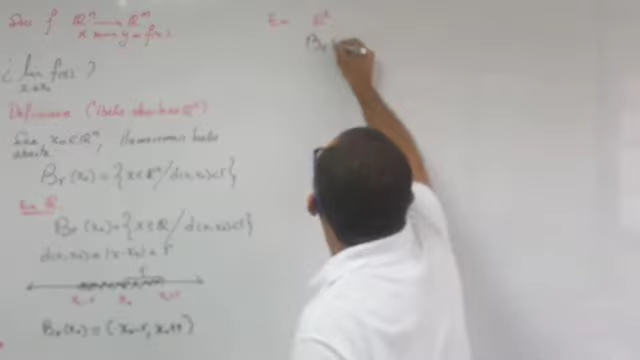 Sea f: ℝⁿ → ℝᵐ
x → y = f(x)
¿ lim f(x) ?
x→x₀
Definicion (Bola abierta en ℝⁿ)
Sea x₀ ∈ ℝⁿ, llamaremos bola
abierta
Bᵣ(x₀) = {x ∈ ℝⁿ / d(x,x₀) < r}
En ℝ
Bᵣ(x₀) = {x ∈ ℝ / d(x,x₀) < r}
d(x,x₀) = |x-x₀| < r
r
x₀-r x₀ x₀+r
Bᵣ(x₀) = (x₀-r, x₀+r)
En ℝ²
Bᵣ